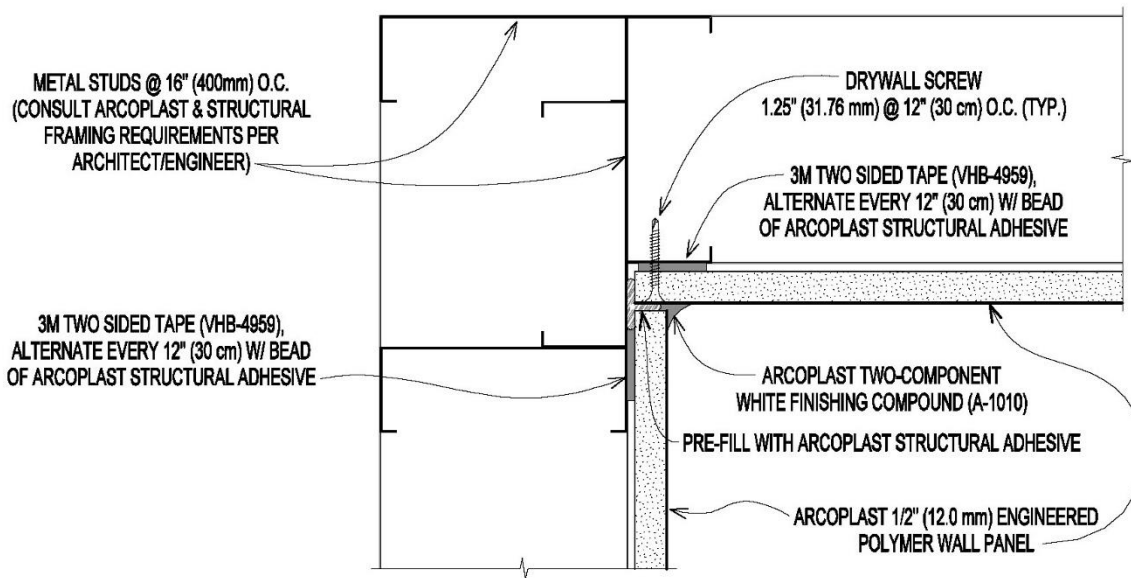 METAL STUDS @ 16" (400mm) O.C.
(CONSULT ARCOPLAST & STRUCTURAL
FRAMING REQUIREMENTS PER
ARCHITECT/ENGINEER)
DRYWALL SCREW
1.25" (31.76 mm) @ 12" (30 cm) O.C. (TYP.)
3M TWO SIDED TAPE (VHB-4959),
ALTERNATE EVERY 12" (30 cm) W/ BEAD
OF ARCOPLAST STRUCTURAL ADHESIVE
3M TWO SIDED TAPE (VHB-4959),
ALTERNATE EVERY 12" (30 cm) W/ BEAD
OF ARCOPLAST STRUCTURAL ADHESIVE
ARCOPLAST TWO-COMPONENT
WHITE FINISHING COMPOUND (A-1010)
PRE-FILL WITH ARCOPLAST STRUCTURAL ADHESIVE
ARCOPLAST 1/2" (12.0 mm) ENGINEERED
POLYMER WALL PANEL